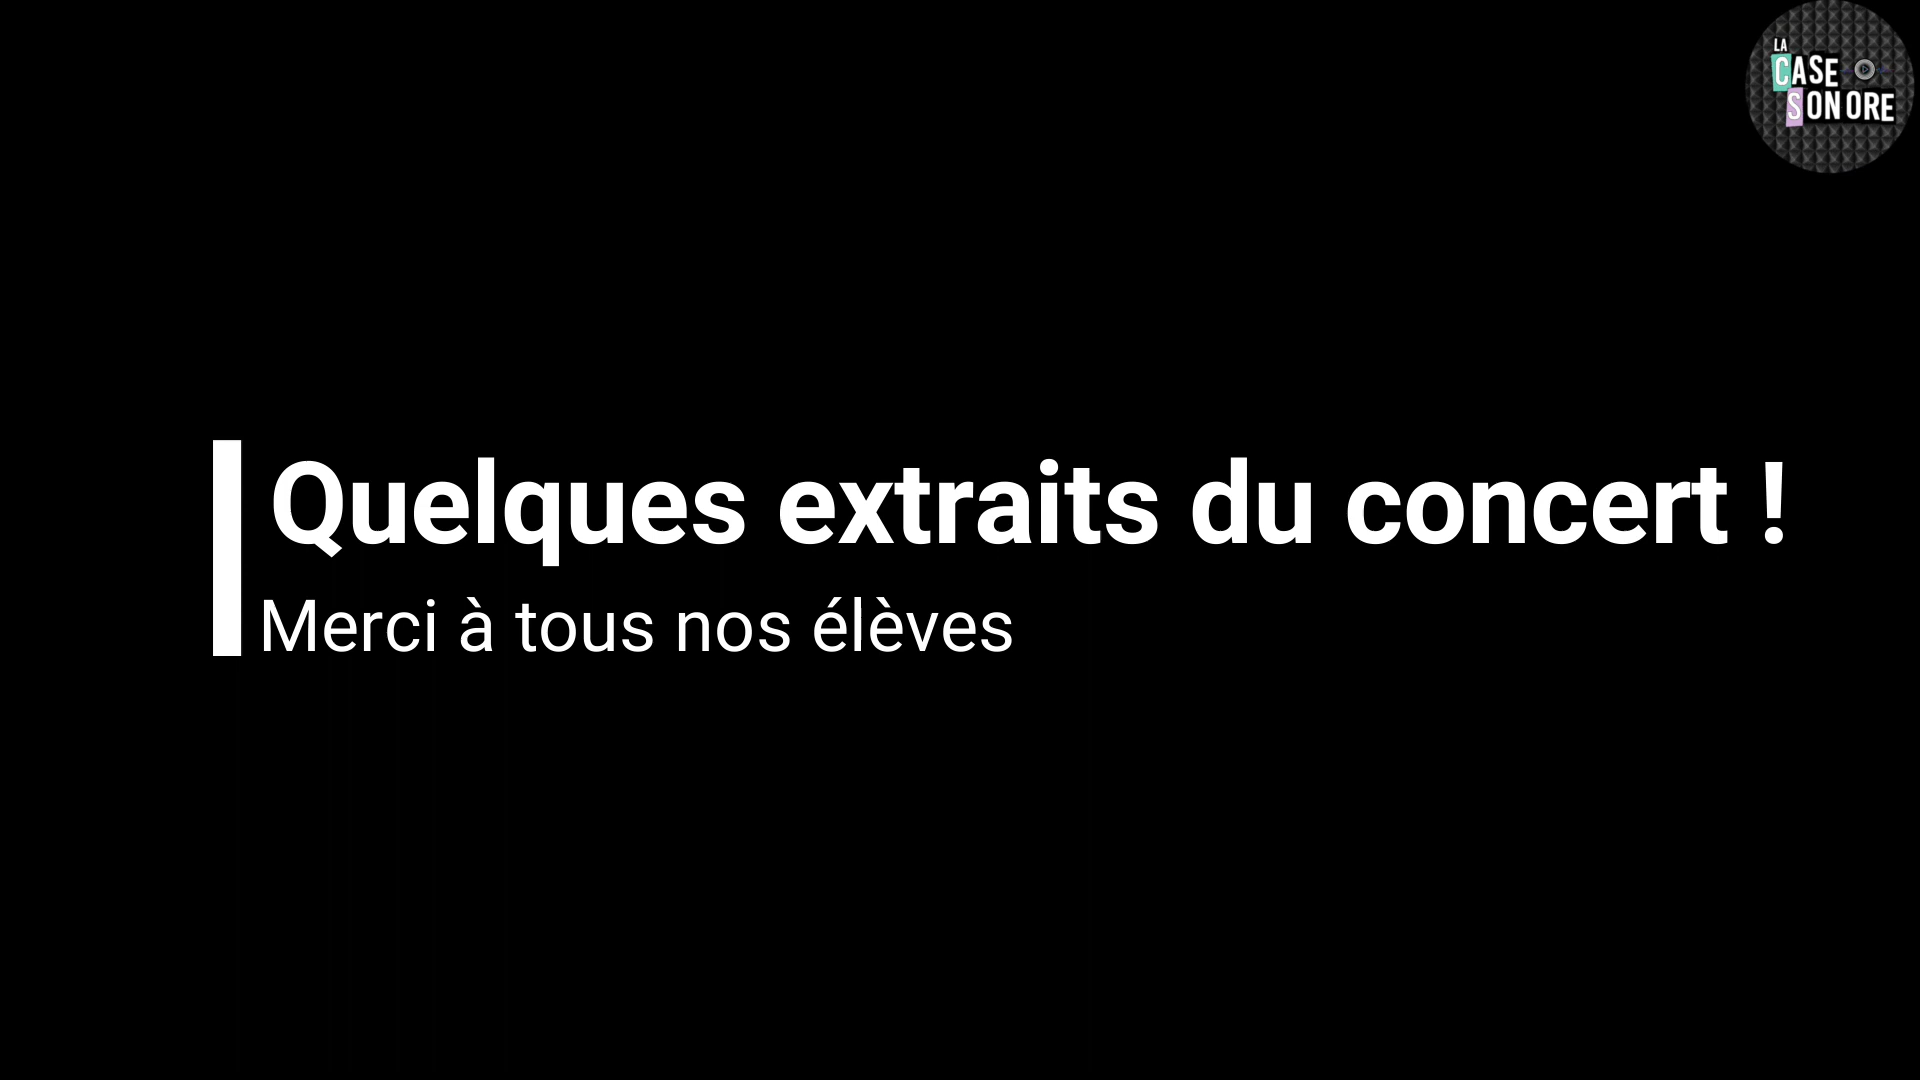 LA
CASE
SONORE
Quelques extraits du concert !
Merci à tous nos élèves